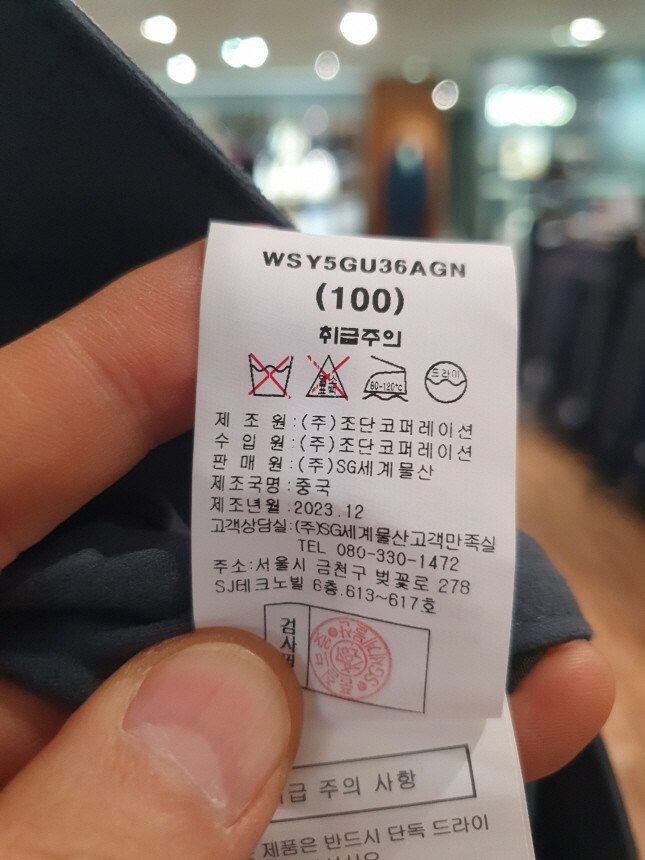 WSY5GU36AGN
(100)
취급주의
80-120℃ 드라이
제 조 원:(주)조단코퍼레이션
수 입 원:(주)조단코퍼레이션
판 매 원:(주)SG세계물산
제조국명:중국
제조년월:2023.12
고객상담실:(주)SG세계물산고객만족실
TEL 080-330-1472
주소:서울시 금천구 벚꽃로 278
SJ테크노빌 6층.613~617호
검사
주 의 사 항
제품은 반드시 단독 드라이